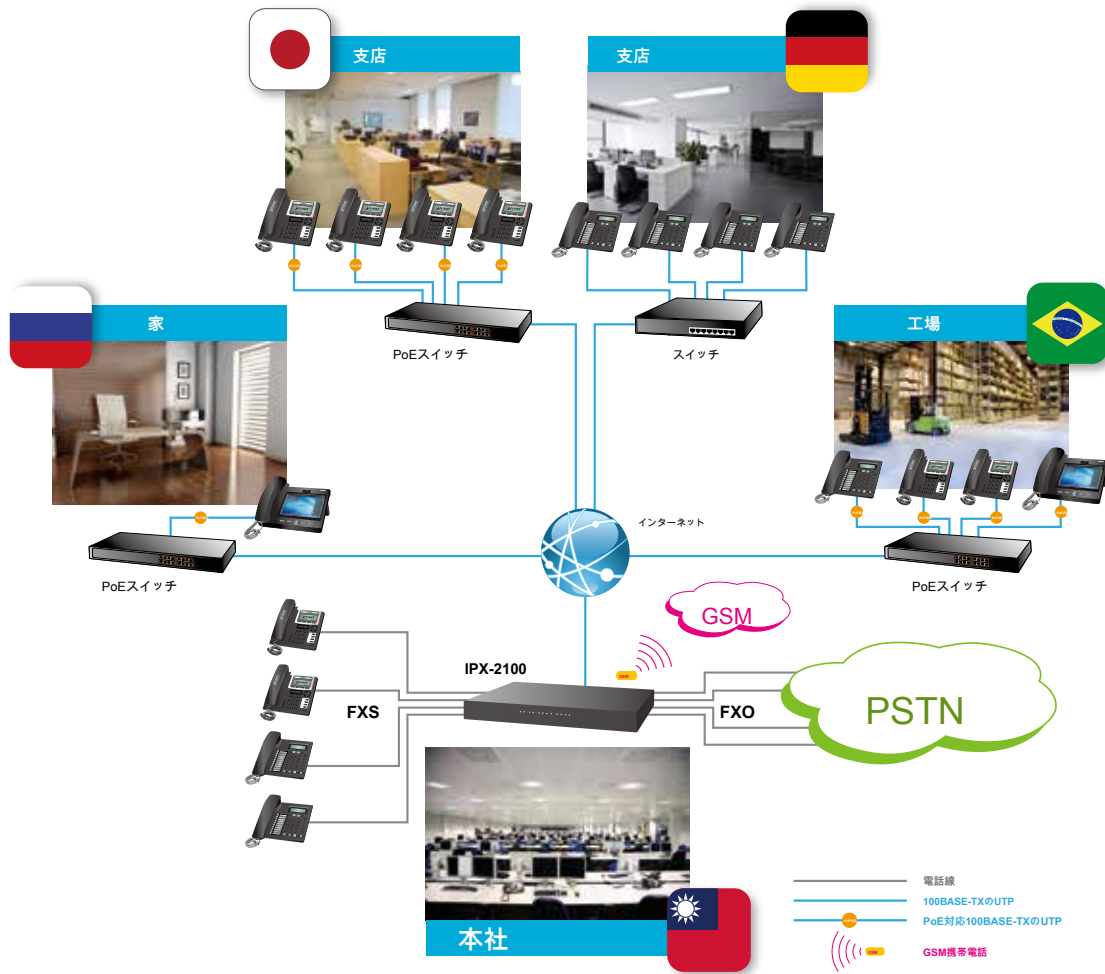 支店
支店
家
工場
PoEスイッチ
スイッチ
インターネット
PoEスイッチ
PoEスイッチ
GSM
IPX-2100
GSM
FXS
FXO
PSTN
本社
電話線
100BASE-TXのUTP
PoE対応100BASE-TXのUTP
GSM
GSM携帯電話